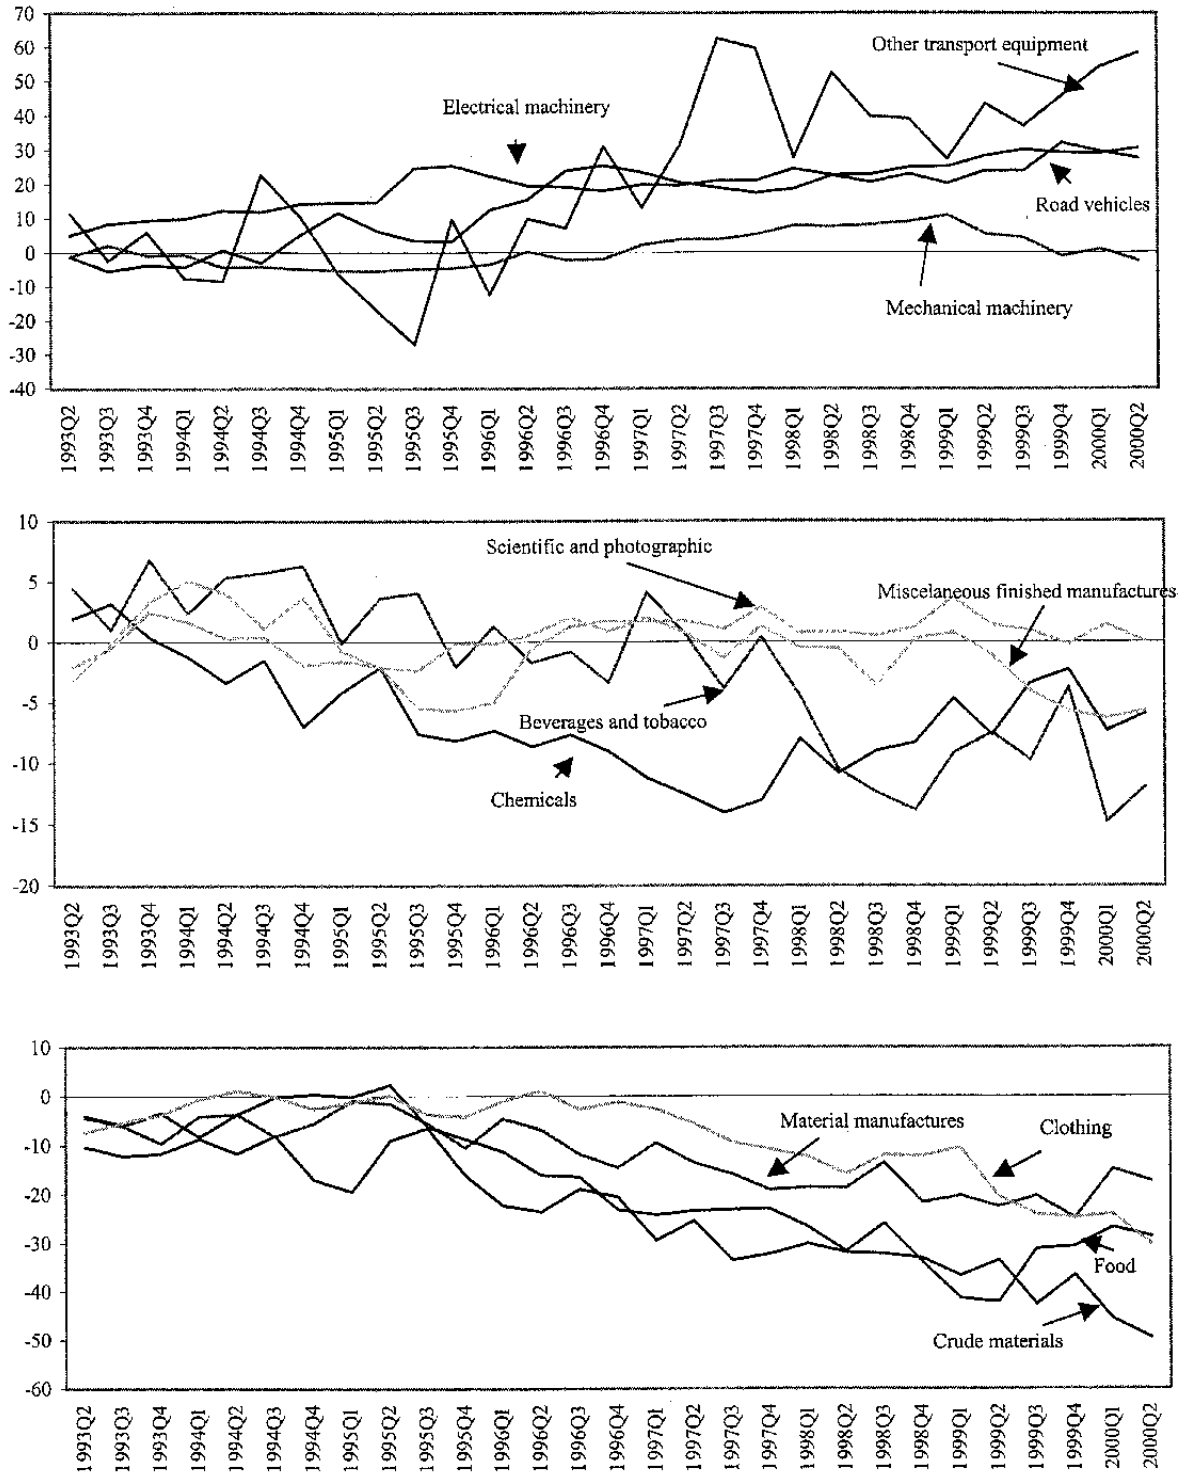 70
60
50
40
30
20
10
0
-10
-20
-30
-40
Other transport equipment
Electrical machinery
Road vehicles
Mechanical machinery
1993Q2 1993Q3 1993Q4 1994Q1 1994Q2 1994Q3 1994Q4 1995Q1 1995Q2 1995Q3 1995Q4 1996Q1 1996Q2 1996Q3 1996Q4 1997Q1 1997Q2 1997Q3 1997Q4 1998Q1 1998Q2 1998Q3 1998Q4 1999Q1 1999Q2 1999Q3 1999Q4 2000Q1 2000Q2
10
5
0
-5
-10
-15
-20
Scientific and photographic
Miscelaneous finished manufactures
Beverages and tobacco
Chemicals
1993Q2 1993Q3 1993Q4 1994Q1 1994Q2 1994Q3 1994Q4 1995Q1 1995Q2 1995Q3 1995Q4 1996Q1 1996Q2 1996Q3 1996Q4 1997Q1 1997Q2 1997Q3 1997Q4 1998Q1 1998Q2 1998Q3 1998Q4 1999Q1 1999Q2 1999Q3 1999Q4 2000Q1 2000Q2
10
0
-10
-20
-30
-40
-50
-60
Material manufactures
Clothing
Food
Crude materials
1993Q2 1993Q3 1993Q4 1994Q1 1994Q2 1994Q3 1994Q4 1995Q1 1995Q2 1995Q3 1995Q4 1996Q1 1996Q2 1996Q3 1996Q4 1997Q1 1997Q2 1997Q3 1997Q4 1998Q1 1998Q2 1998Q3 1998Q4 1999Q1 1999Q2 1999Q3 1999Q4 2000Q1 2000Q2